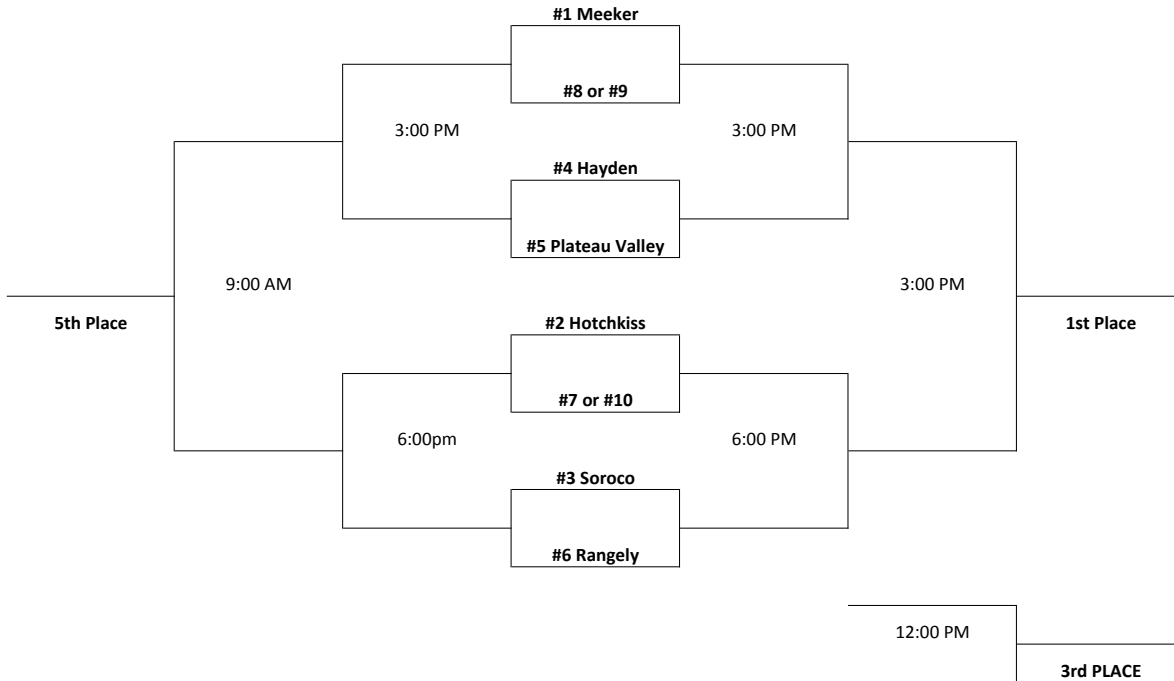 #1 Meeker
#8 or #9
3:00 PM
3:00 PM
#4 Hayden
#5 Plateau Valley
9:00 AM
3:00 PM
5th Place
#2 Hotchkiss
1st Place
#7 or #10
6:00pm
6:00 PM
#3 Soroco
#6 Rangely
12:00 PM
3rd PLACE